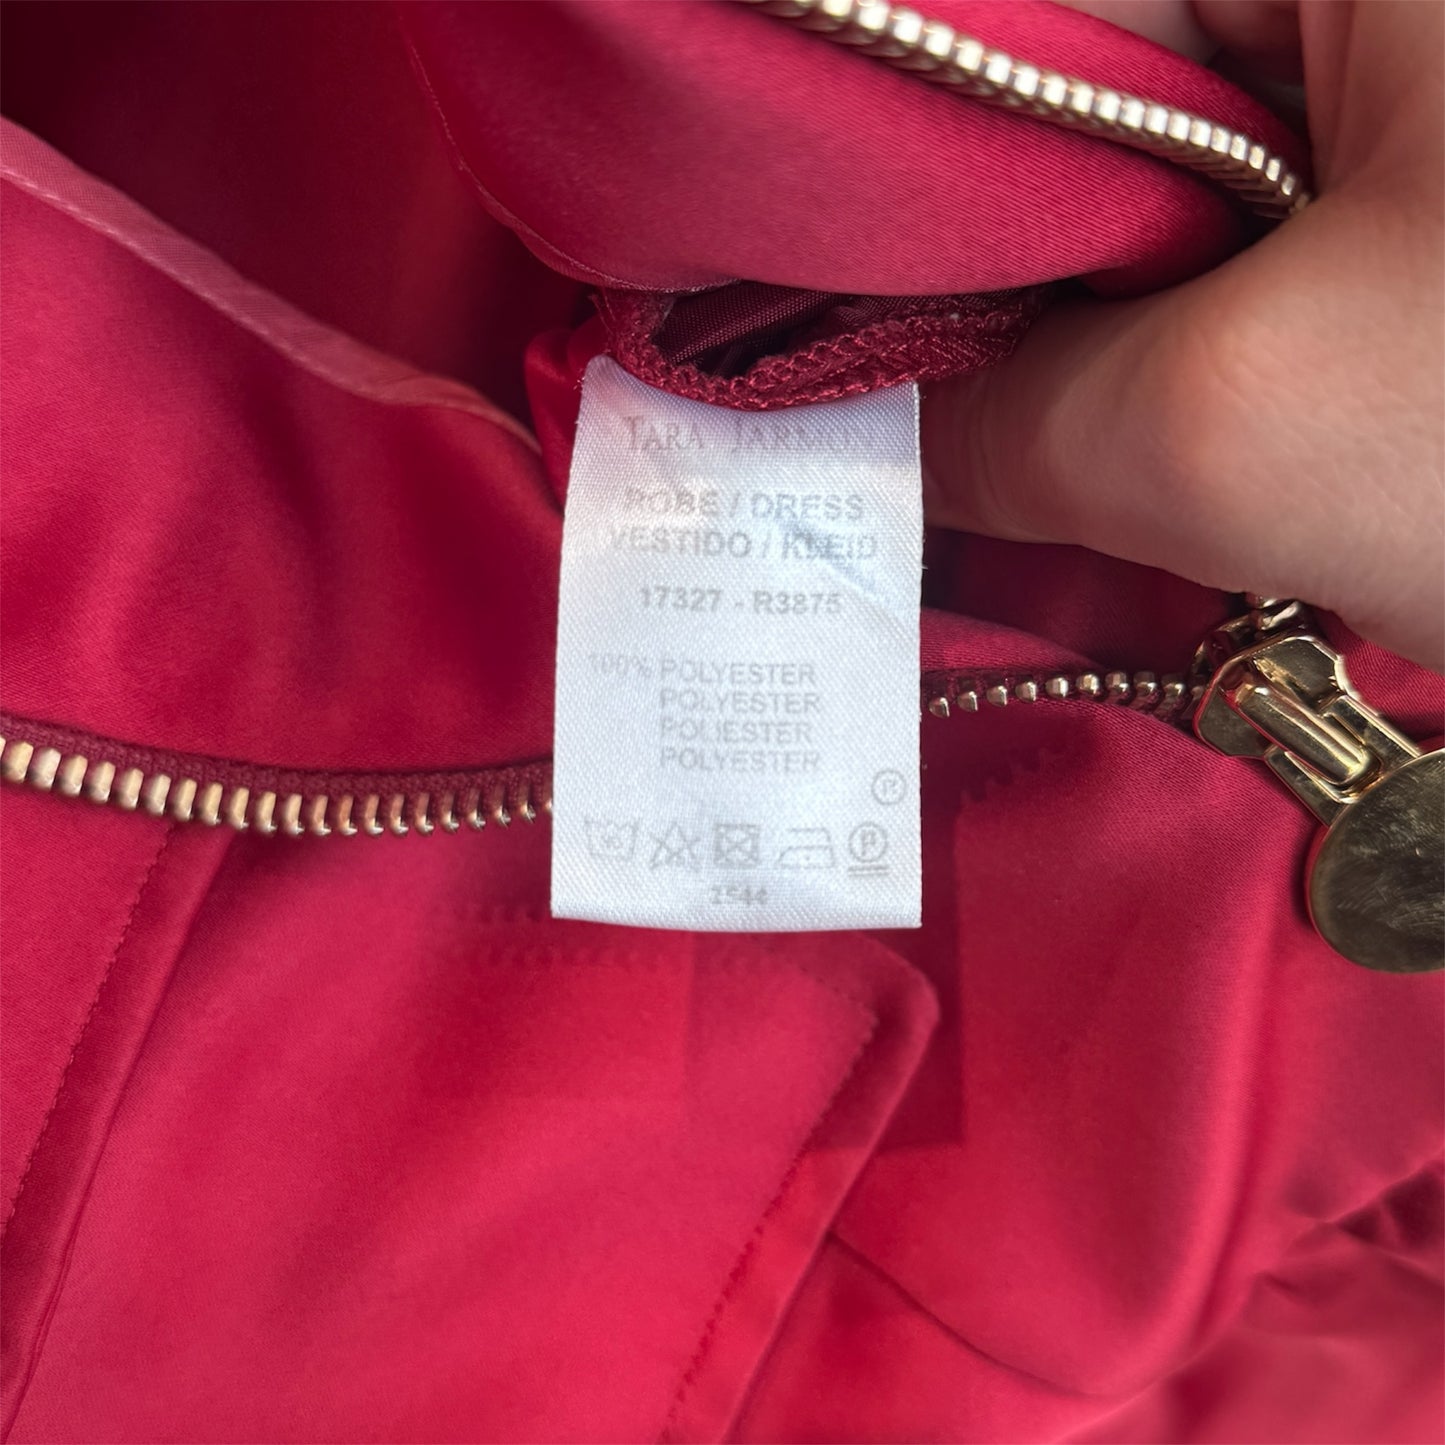 TARA JARMON
ROBE / DRESS
VESTIDO / KLEID
17327 - R3875
100% POLYESTER
POLYESTER
POLIESTER
POLYESTER
P
P